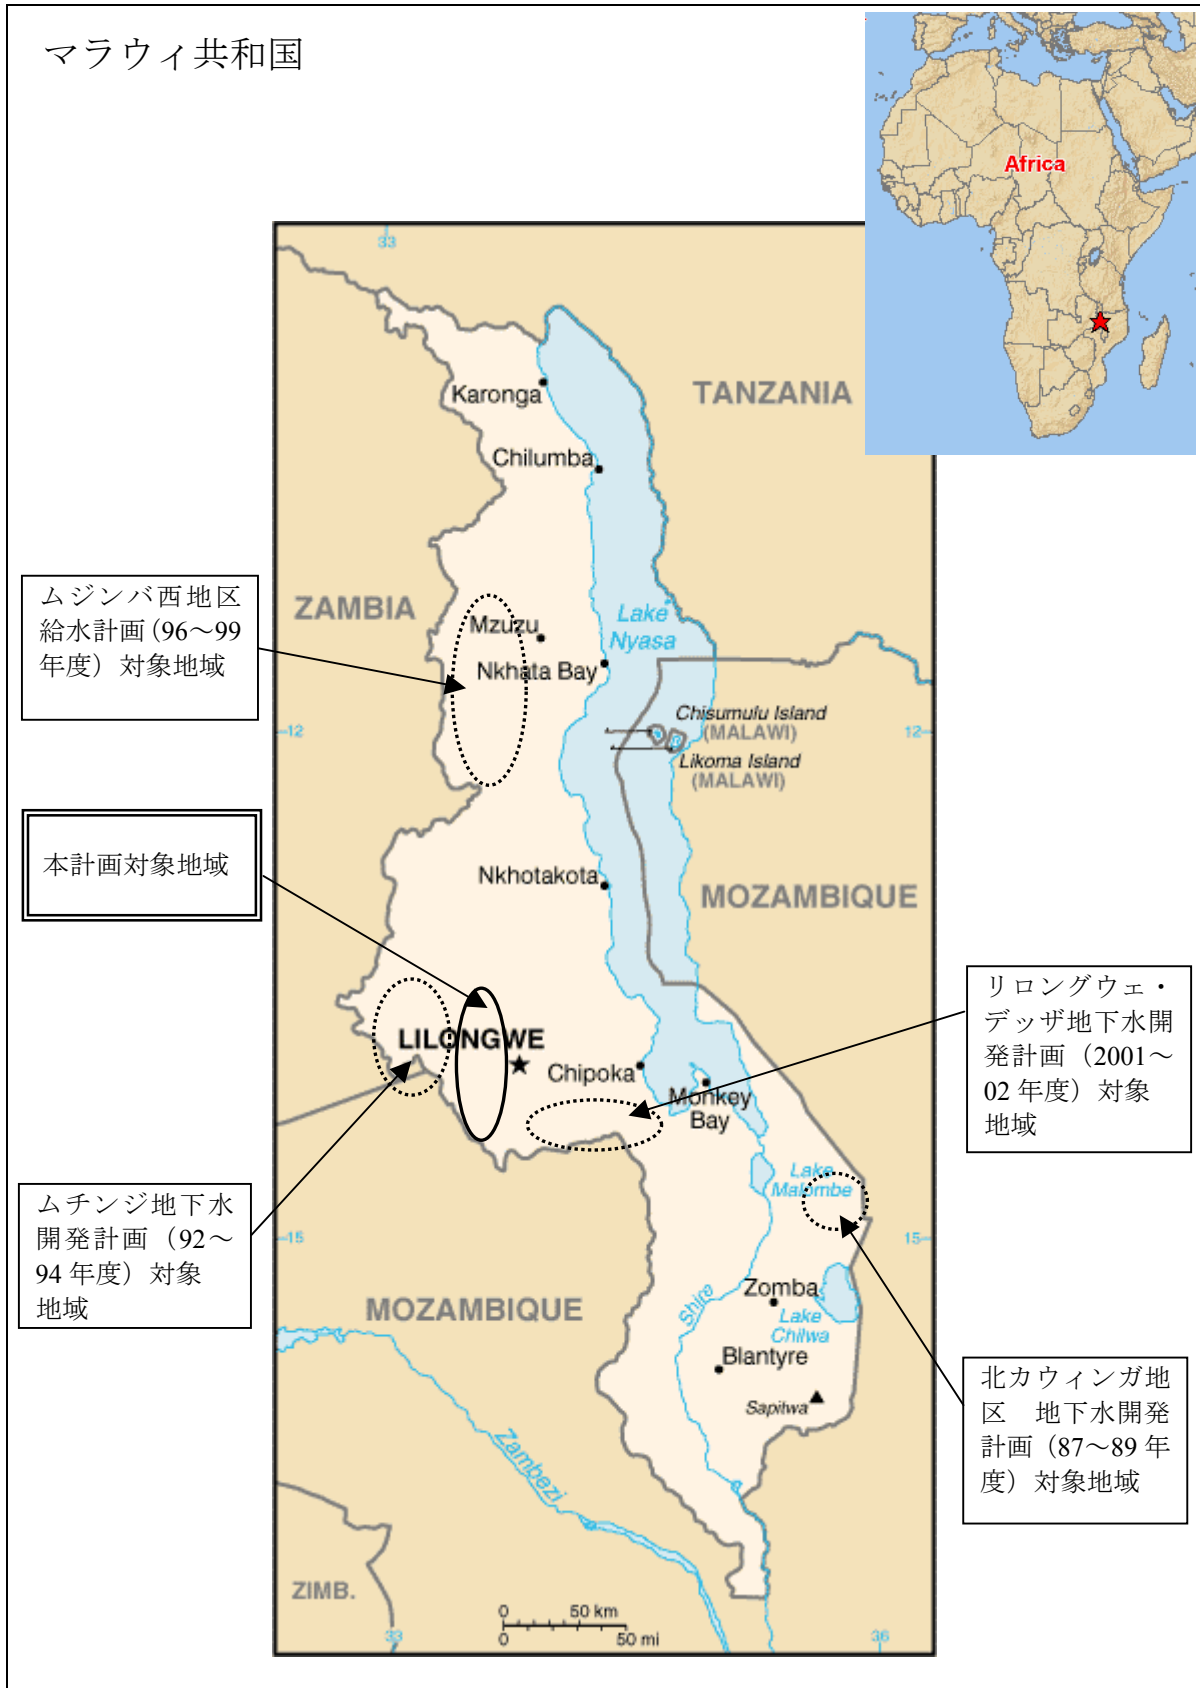 マラウィ共和国
Africa
33
Karonga
TANZANIA
Chilumba
ムジンバ西地区
給水計画（96～99
年度）対象地域
ZAMBIA
Mzuzu
Lake
Nyasa
Nkhata Bay
Chisumulu Island
(MALAWI)
12
12
Likoma Island
(MALAWI)
本計画対象地域
Nkhotakota
MOZAMBIQUE
リロングウェ・
デッザ地下水開
発計画（2001～
02 年度）対象
地域
LILONGWE
Chipoka
Monkey
Bay
Lake
Malombe
ムチンジ地下水
開発計画（92～
94 年度）対象
地域
15
15
MOZAMBIQUE
Shire
Zomba
Lake
Chilwa
Blantyre
Sapitwa
北カウィンガ地
区　地下水開発
計画（87～89 年
度）対象地域
Zambezi
ZIMB.
0 50 km
0 50 mi
33
36